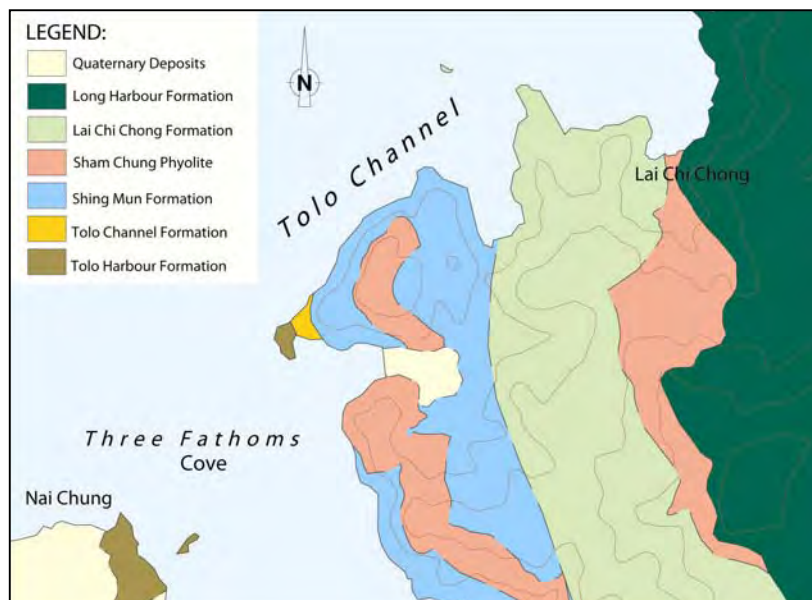 LEGEND:
Quaternary Deposits
Long Harbour Formation
Lai Chi Chong Formation
Sham Chung Phyolite
Shing Mun Formation
Tolo Channel Formation
Tolo Harbour Formation
N
Tolo Channel
Lai Chi Chong
Three Fathoms
Cove
Nai Chung